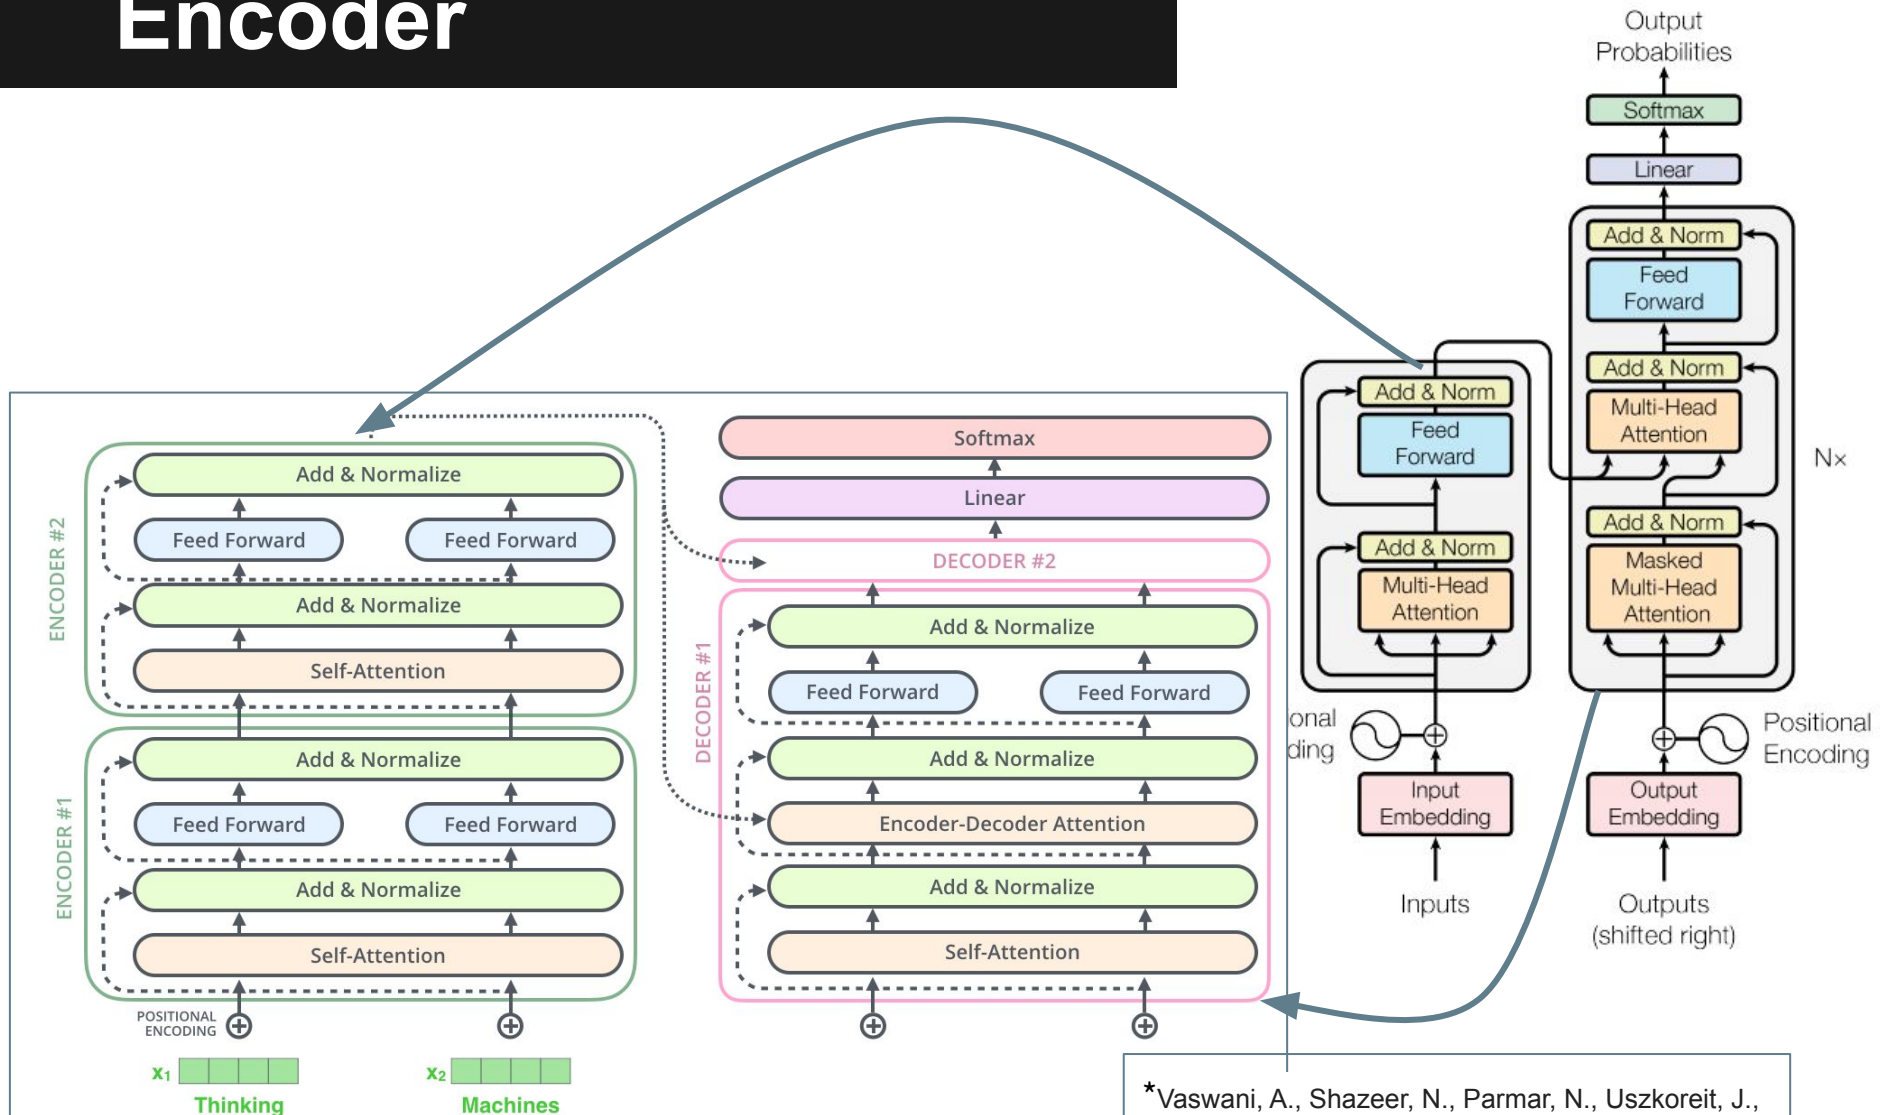 Encoder
Output
Probabilities
Softmax
Linear
Add & Norm
Feed
Forward
Add & Norm
Multi-Head
Attention
Nx
Add & Norm
Masked
Multi-Head
Attention
Positional
Encoding
Output
Embedding
Outputs
(shifted right)
Add & Norm
Feed
Forward
Add & Norm
Multi-Head
Attention
onal
ding
Input
Embedding
Inputs
ENCODER #2
Add & Normalize
Feed Forward Feed Forward
Add & Normalize
Self-Attention
ENCODER #1
Add & Normalize
Feed Forward Feed Forward
Add & Normalize
Self-Attention
POSITIONAL
ENCODING
x1 x2
Thinking Machines
Softmax
Linear
DECODER #2
DECODER #1
Add & Normalize
Feed Forward Feed Forward
Add & Normalize
Encoder-Decoder Attention
Add & Normalize
Self-Attention
*Vaswani, A., Shazeer, N., Parmar, N., Uszkoreit, J.,